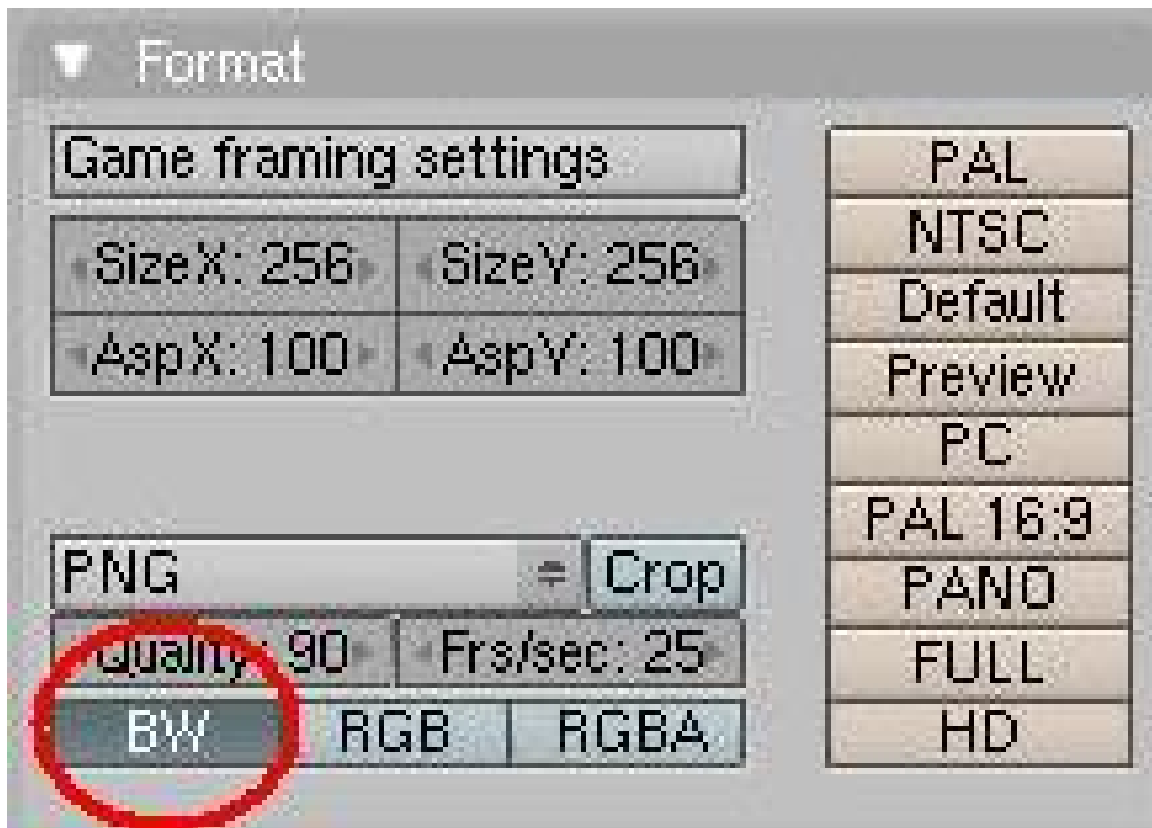 Format
Game framing settings
SizeX: 256 SizeY: 256
AspX: 100 AspY: 100
PNG Crop
Quality: 90 Frs/sec: 25
BW RGB RGBA
PAL
NTSC
Default
Preview
PC
PAL 16:9
PANO
FULL
HD